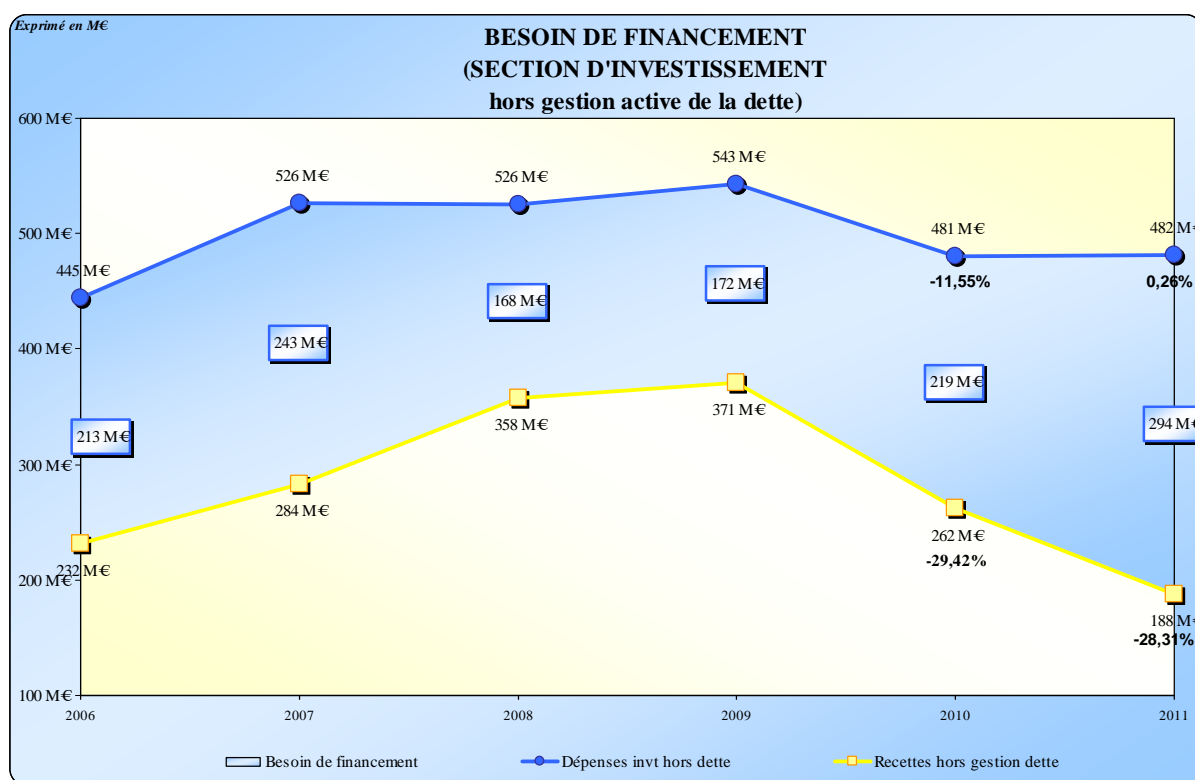 Exprimé en M€
BESOIN DE FINANCEMENT
(SECTION D'INVESTISSEMENT
hors gestion active de la dette)
600 M€
500 M€
400 M€
300 M€
200 M€
100 M€
445 M€
526 M€
526 M€
543 M€
481 M€
482 M€
-11,55%
0,26%
213 M€
243 M€
168 M€
172 M€
219 M€
294 M€
232 M€
284 M€
358 M€
371 M€
262 M€
188 M€
-29,42%
-28,31%
2006
2007
2008
2009
2010
2011
Besoin de financement
Dépenses invt hors dette
Recettes hors gestion dette